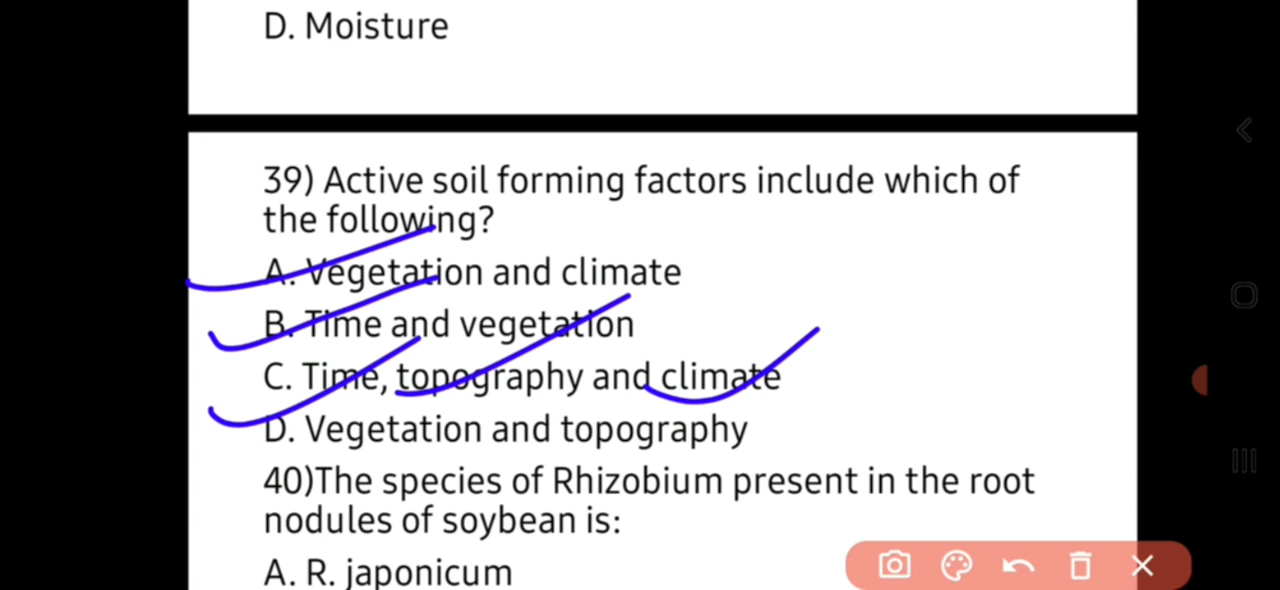 D. Moisture
39) Active soil forming factors include which of
the following?
A. Vegetation and climate
B. Time and vegetation
C. Time, topography and climate
D. Vegetation and topography
40)The species of Rhizobium present in the root
nodules of soybean is:
A. R. japonicum